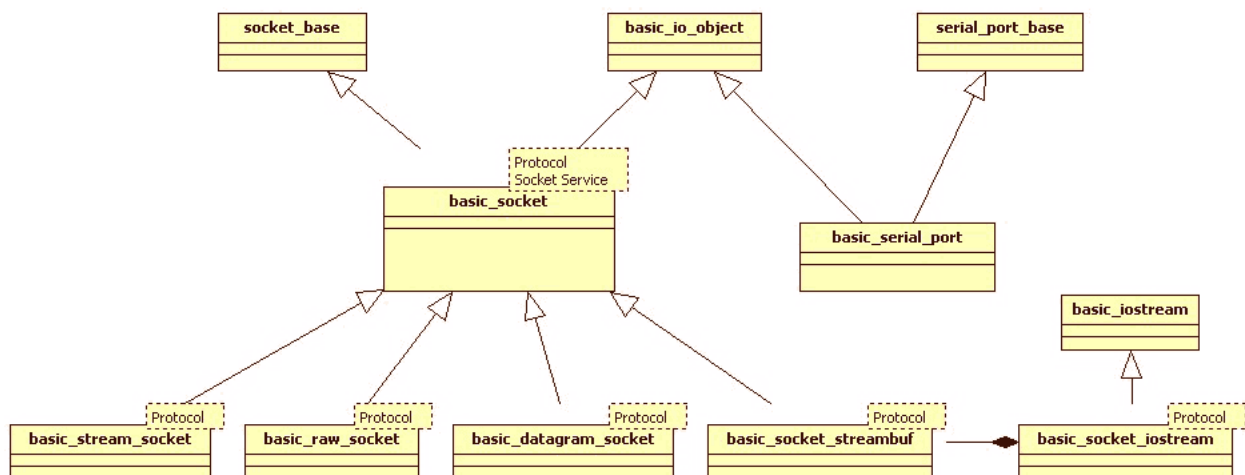 socket_base
basic_io_object
serial_port_base
Protocol
Socket Service
basic_socket
basic_serial_port
basic_iostream
Protocol
Protocol
Protocol
Protocol
Protocol
basic_stream_socket
basic_raw_socket
basic_datagram_socket
basic_socket_streambuf
basic_socket_iostream